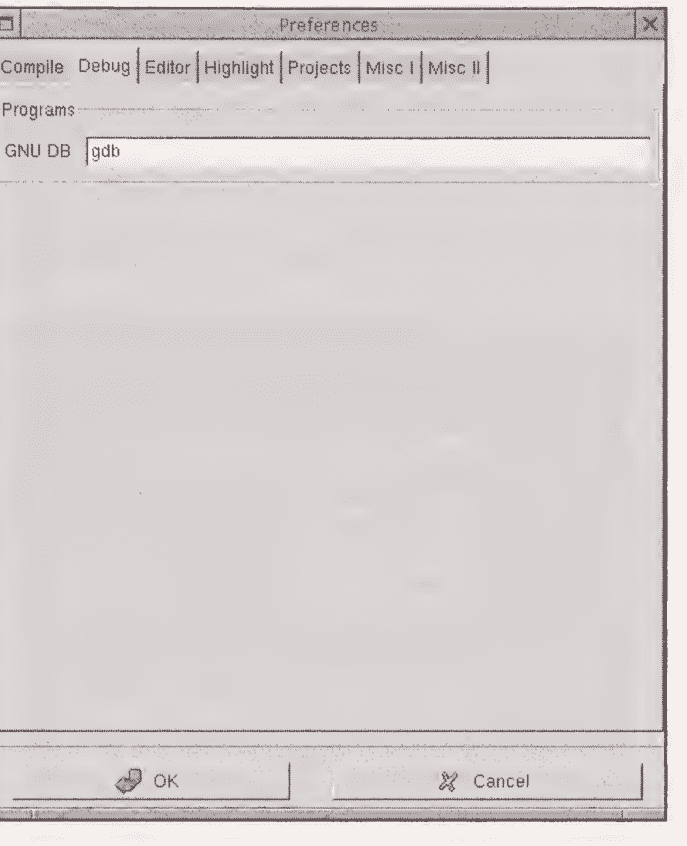 Preferences
Compile Debug Editor Highlight Projects Misc I Misc II
Programs
GNU DB gdb
OK Cancel